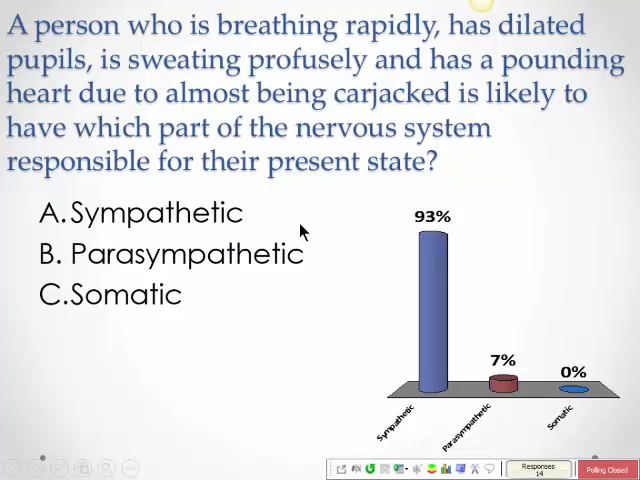 A person who is breathing rapidly, has dilated
pupils, is sweating profusely and has a pounding
heart due to almost being carjacked is likely to
have which part of the nervous system
responsible for their present state?
A. Sympathetic
B. Parasympathetic
C. Somatic
93%
7%
0%
Sympathetic
Parasympathetic
Somatic
Responses
14
Polling Closed